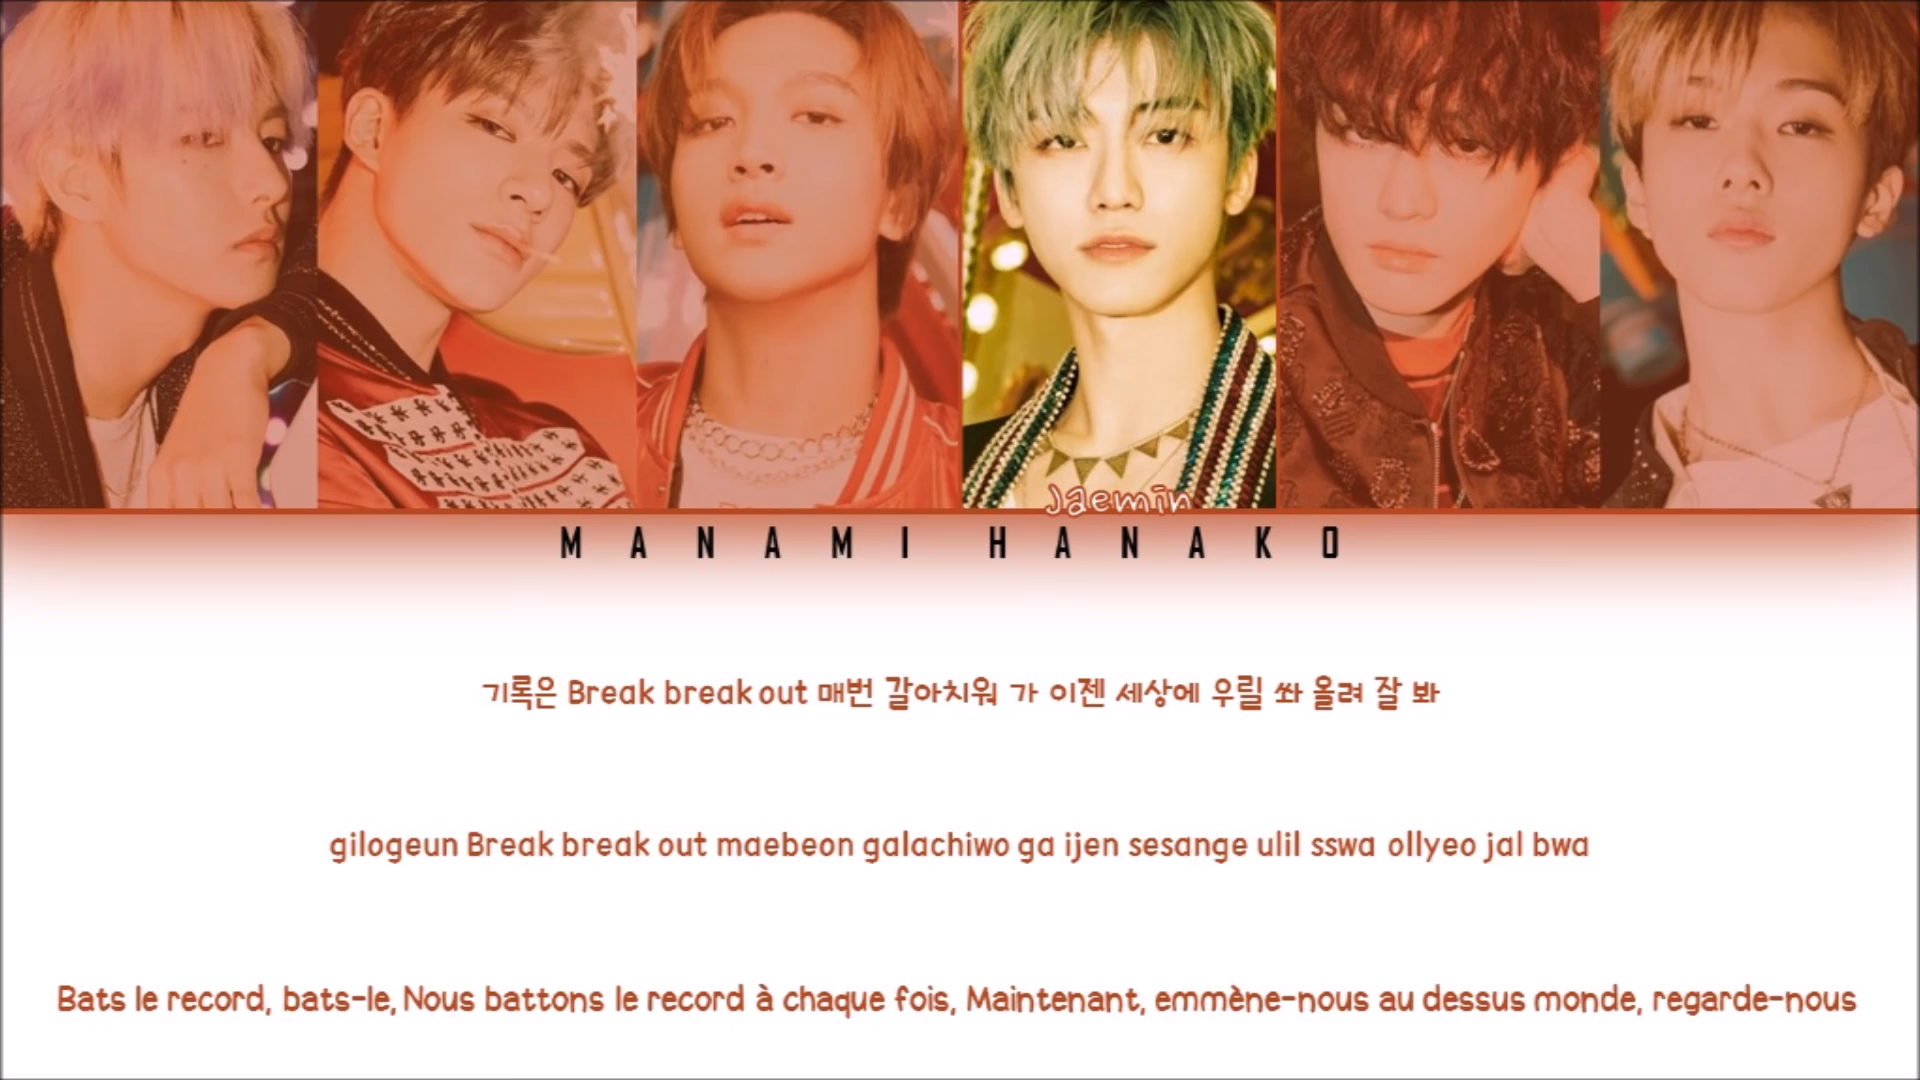 Jaemin
MANAMI HANAKO
기록은 Break break out 매번 갈아치워 가 이젠 세상에 우릴 쏴 올려 잘 봐
gilogeun Break break out maebeon galachiwo ga ijen sesange ulil sswa ollyeo jal bwa
Bats le record, bats-le, Nous battons le record à chaque fois, Maintenant, emmène-nous au dessus monde, regarde-nous